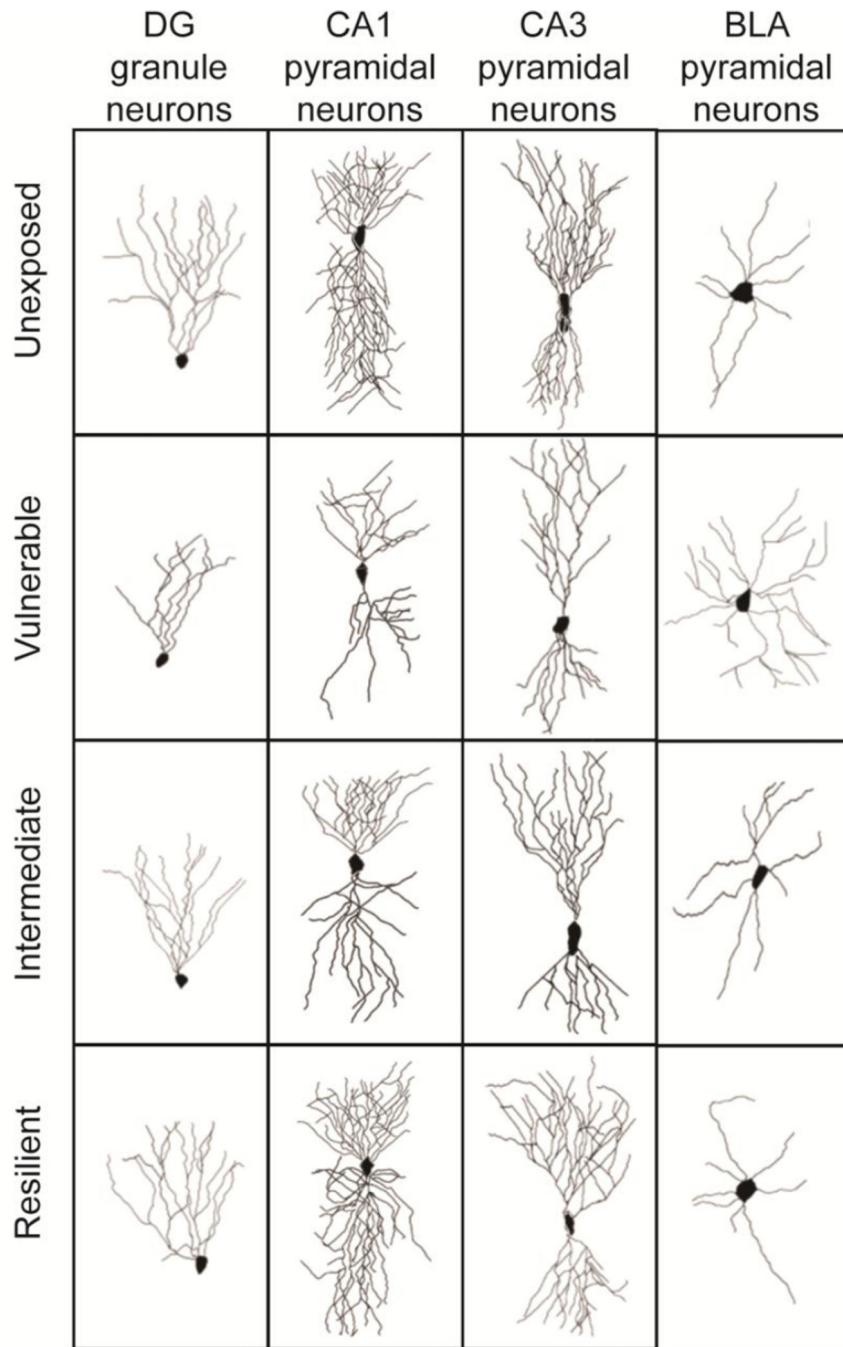 DG
granule
neurons
CA1
pyramidal
neurons
CA3
pyramidal
neurons
BLA
pyramidal
neurons
Unexposed
Vulnerable
Intermediate
Resilient